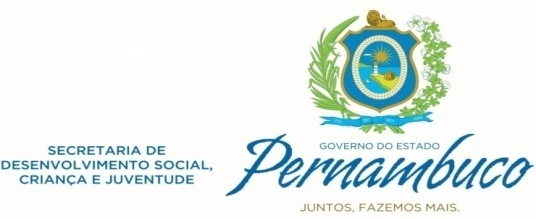 SECRETARIA DE
DESENVOLVIMENTO SOCIAL,
CRIANÇA E JUVENTUDE
GOVERNO DO ESTADO
Pernambuco
JUNTOS, FAZEMOS MAIS.